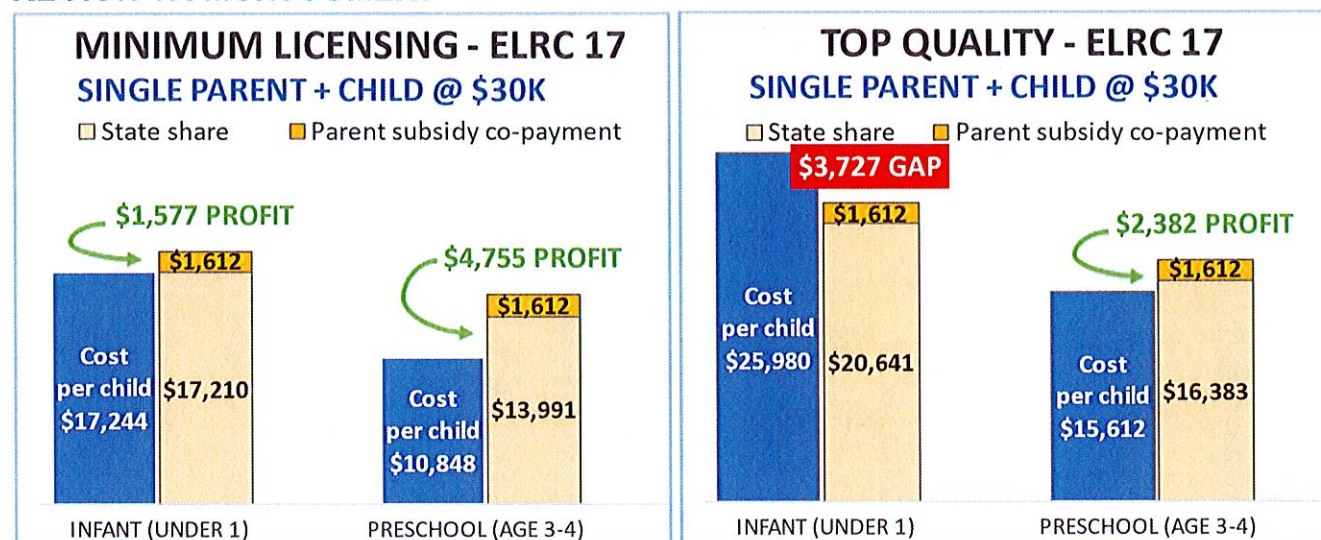 MINIMUM LICENSING - ELRC 17
SINGLE PARENT + CHILD @ $30K
State share Parent subsidy co-payment
$1,577 PROFIT
$1,612
$4,755 PROFIT
$1,612
Cost
per child
$17,244
$17,210
Cost
per child
$10,848
$13,991
INFANT (UNDER 1) PRESCHOOL (AGE 3-4)
TOP QUALITY - ELRC 17
SINGLE PARENT + CHILD @ $30K
State share Parent subsidy co-payment
$3,727 GAP
$1,612
$2,382 PROFIT
$1,612
Cost
per child
$25,980
$20,641
Cost
per child
$15,612
$16,383
INFANT (UNDER 1) PRESCHOOL (AGE 3-4)